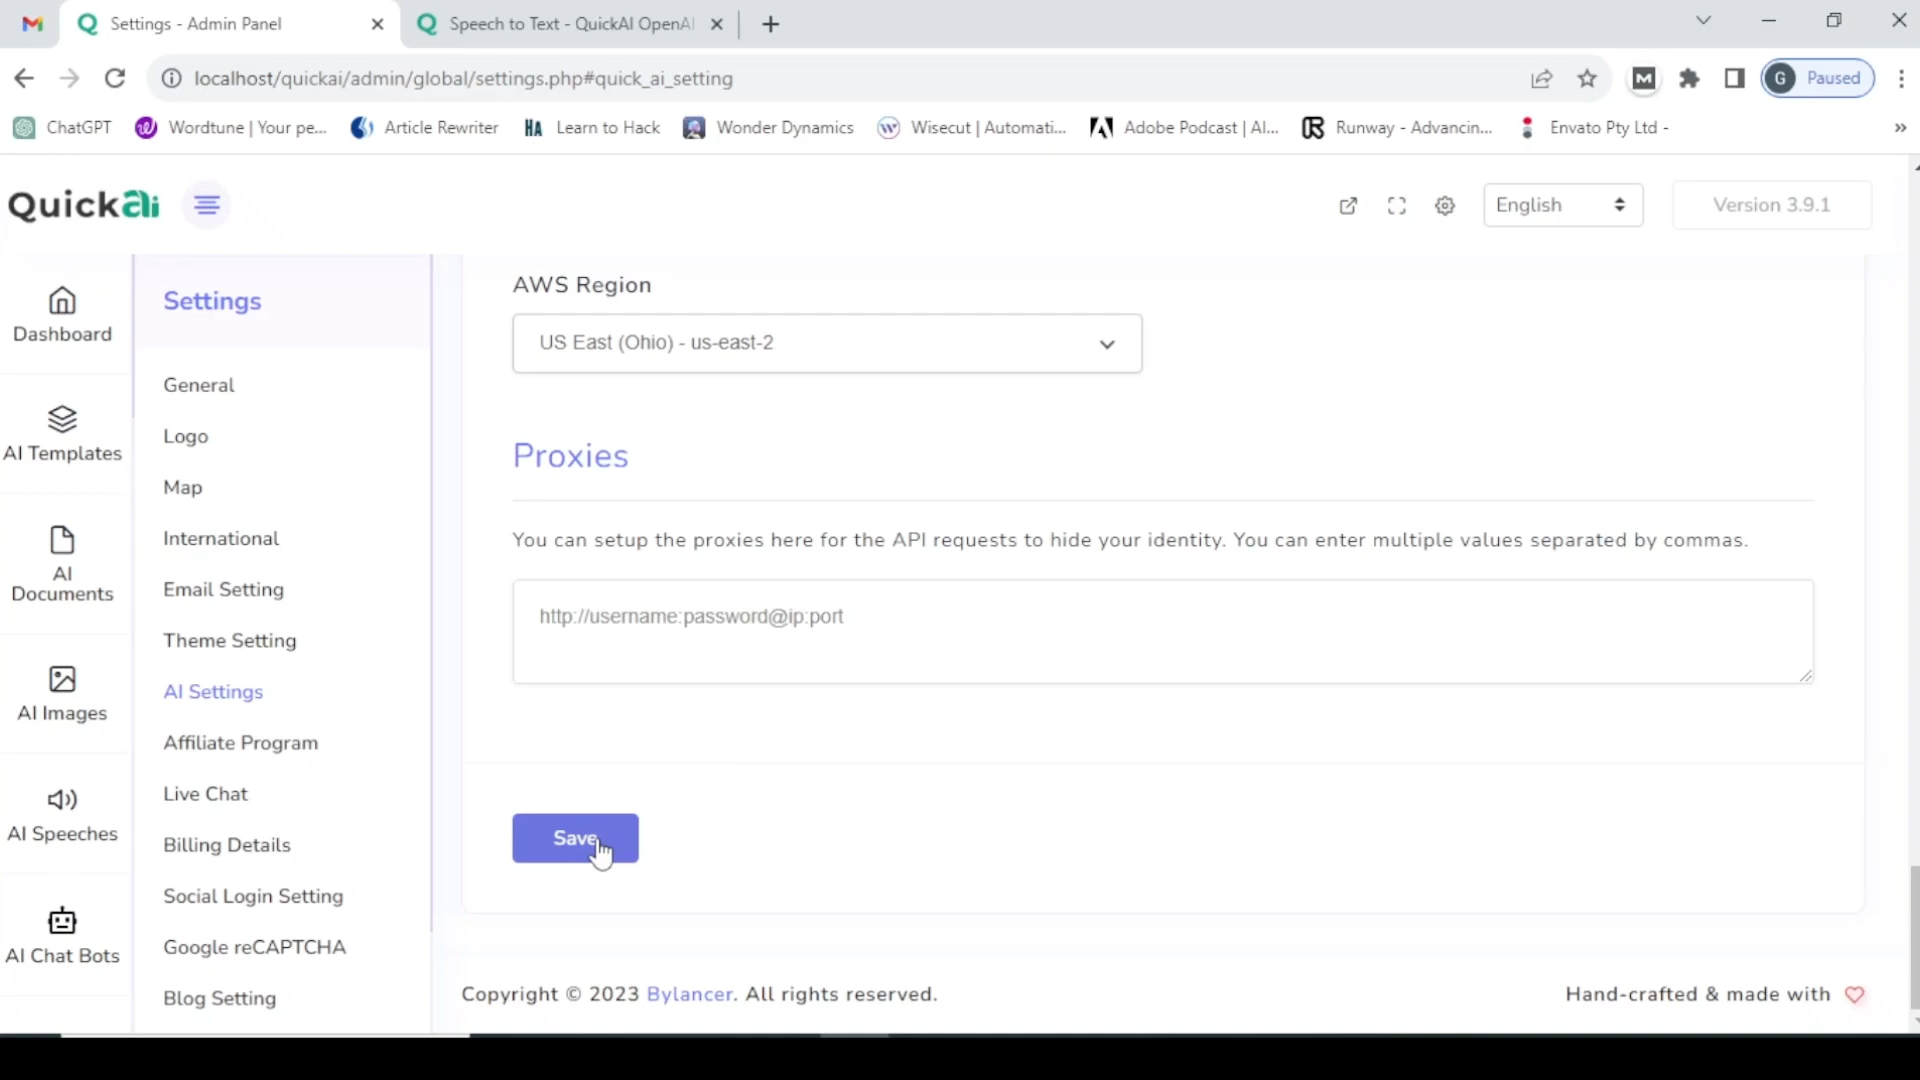 Settings - Admin Panel
Speech to Text - QuickAI OpenAI
localhost/quickai/admin/global/settings.php#quick_ai_setting
G Paused
ChatGPT
Wordtune | Your pe...
Article Rewriter
HA Learn to Hack
Wonder Dynamics
Wisecut | Automati...
Adobe Podcast | AI...
Runway - Advancin...
Envato Pty Ltd -
»
Quickai
English
Version 3.9.1
Dashboard
AI Templates
AI
Documents
AI Images
AI Speeches
AI Chat Bots
Settings
General
Logo
Map
International
Email Setting
Theme Setting
AI Settings
Affiliate Program
Live Chat
Billing Details
Social Login Setting
Google reCAPTCHA
Blog Setting
AWS Region
US East (Ohio) - us-east-2
Proxies
You can setup the proxies here for the API requests to hide your identity. You can enter multiple values separated by commas.
http://username:password@ip:port
Save
Copyright © 2023 Bylancer. All rights reserved.
Hand-crafted & made with